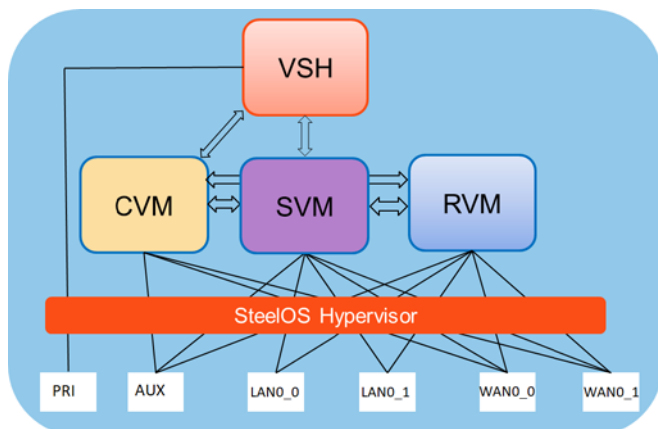 VSH
CVM
SVM
RVM
SteelOS Hypervisor
PRI
AUX
LAN0_0
LAN0_1
WAN0_0
WAN0_1